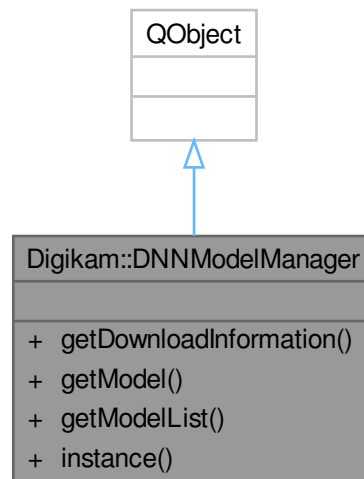 QObject
Digikam::DNNModelManager
+ getDownloadInformation()
+ getModel()
+ getModelList()
+ instance()